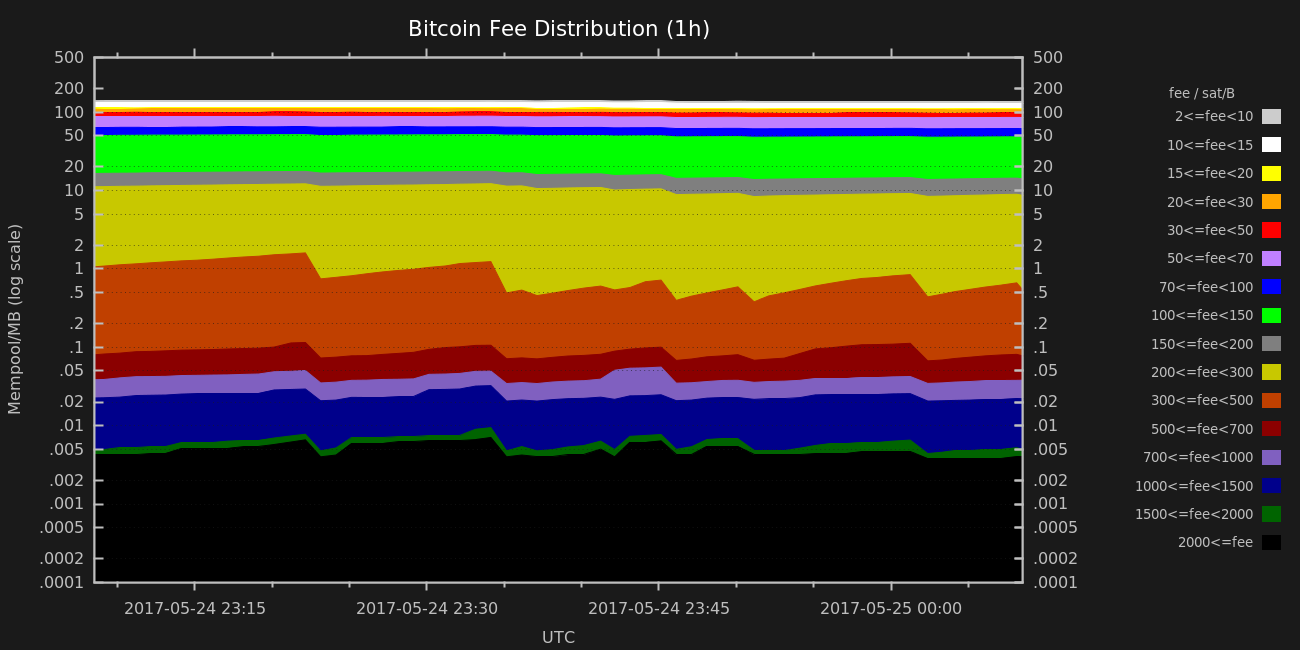 Bitcoin Fee Distribution (1h)
Mempool/MB (log scale)
500
200
100
50
20
10
5
2
1
.5
.2
.1
.05
.02
.01
.005
.002
.001
.0005
.0002
.0001
500
200
100
50
20
10
5
2
1
.5
.2
.1
.05
.02
.01
.005
.002
.001
.0005
.0002
.0001
2017-05-24 23:15
2017-05-24 23:30
2017-05-24 23:45
2017-05-25 00:00
UTC
fee / sat/B
2<=fee<10
10<=fee<15
15<=fee<20
20<=fee<30
30<=fee<50
50<=fee<70
70<=fee<100
100<=fee<150
150<=fee<200
200<=fee<300
300<=fee<500
500<=fee<700
700<=fee<1000
1000<=fee<1500
1500<=fee<2000
2000<=fee